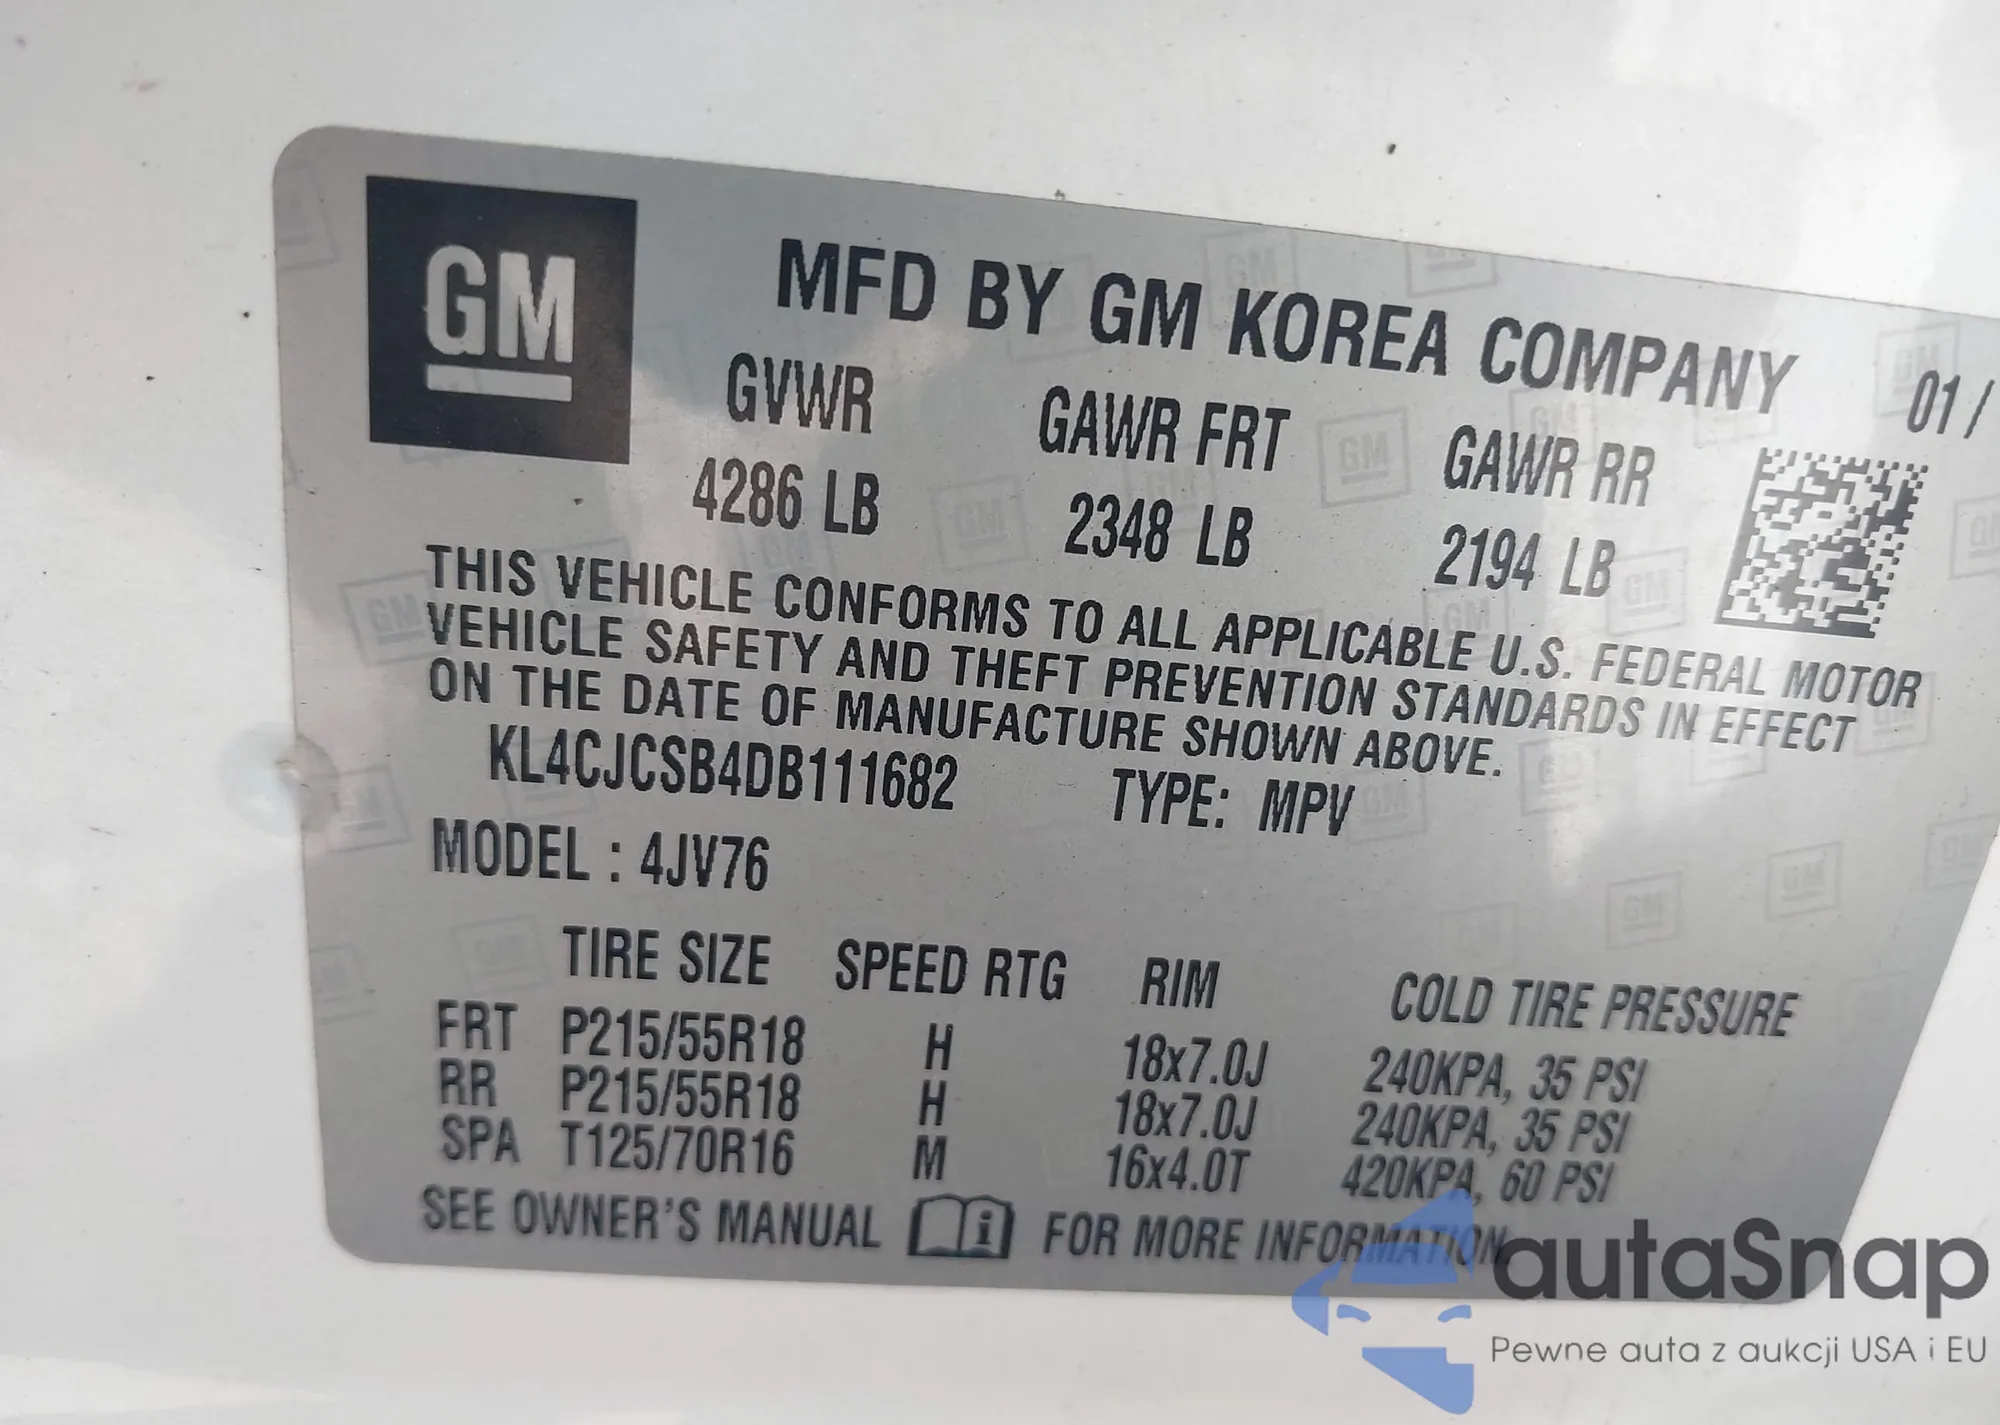 GM
MFD BY GM KOREA COMPANY
01 /
GVWR GAWR FRT GAWR RR
4286 LB 2348 LB 2194 LB
THIS VEHICLE CONFORMS TO ALL APPLICABLE U.S. FEDERAL MOTOR
VEHICLE SAFETY AND THEFT PREVENTION STANDARDS IN EFFECT
ON THE DATE OF MANUFACTURE SHOWN ABOVE.
KL4CJCSB4DB111682 TYPE: MPV
MODEL : 4JV76
TIRE SIZE SPEED RTG RIM COLD TIRE PRESSURE
FRT P215/55R18 H 18x7.0J 240KPA, 35 PSI
RR P215/55R18 H 18x7.0J 240KPA, 35 PSI
SPA T125/70R16 M 16x4.0T 420KPA, 60 PSI
SEE OWNER'S MANUAL i FOR MORE INFORMATION.
autaSnap
Pewne auta z aukcji USA i EU